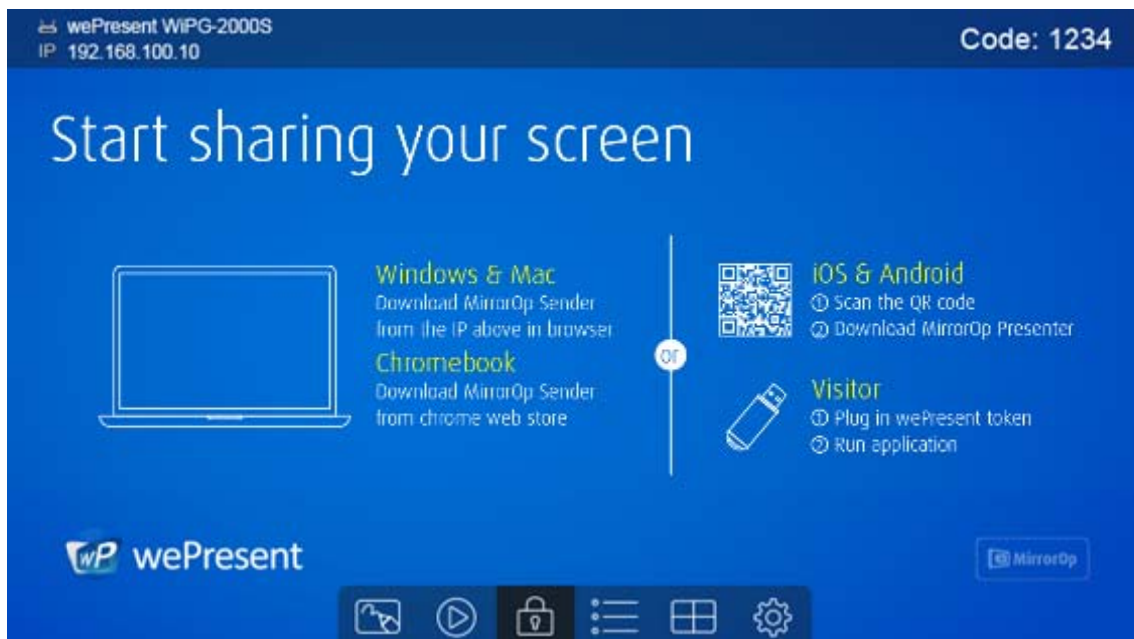 wePresent WiPG-2000S
IP 192.168.100.10
Code: 1234
Start sharing your screen
Windows & Mac
Download MirrorOp Sender
from the IP above in browser
Chromebook
Download MirrorOp Sender
from chrome web store
or
iOS & Android
① Scan the QR code
② Download MirrorOp Presenter
Visitor
① Plug in wePresent token
② Run application
wP wePresent
MirrorOp